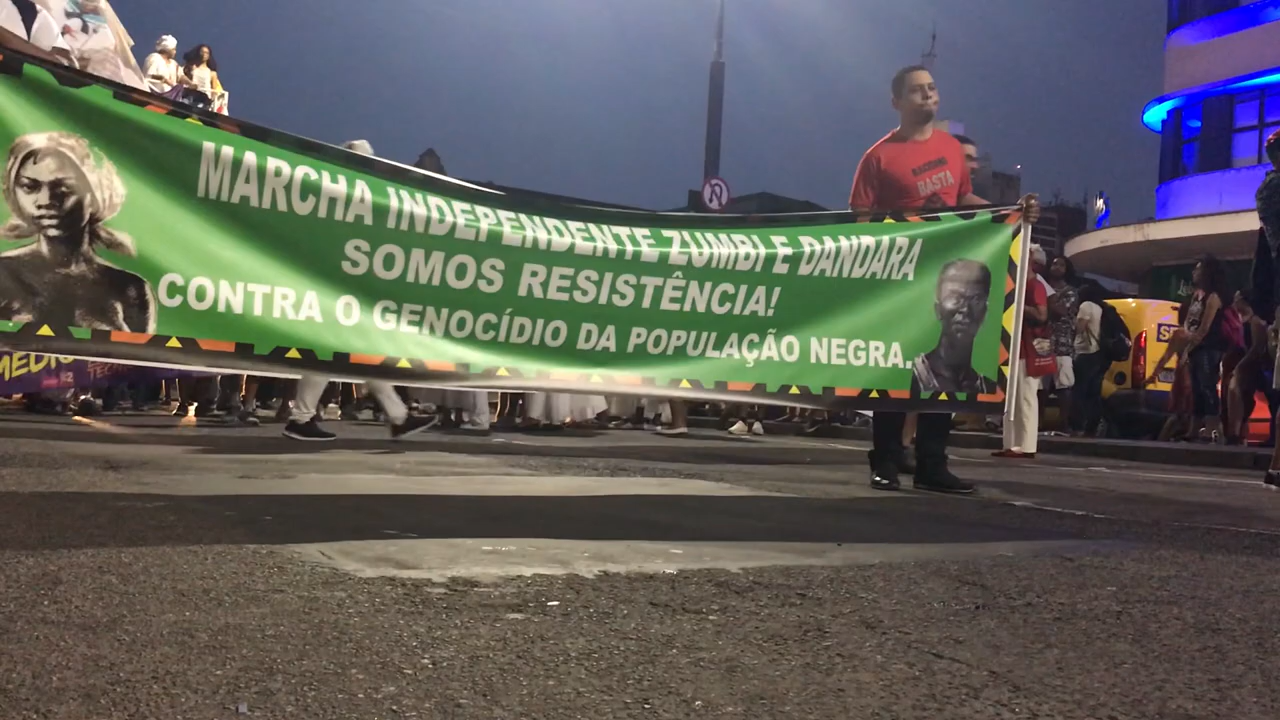 MARCHA INDEPENDENTE ZUMBI E DANDARA
SOMOS RESISTÊNCIA!
CONTRA O GENOCÍDIO DA POPULAÇÃO NEGRA.
BASTA